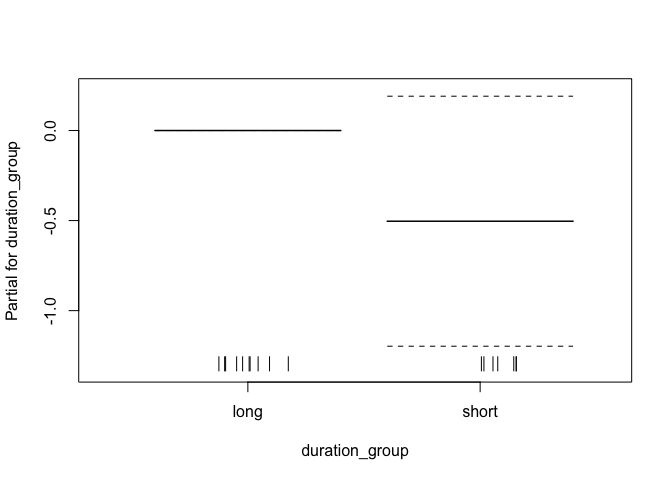 Partial for duration_group
0.0
-0.5
-1.0
long
short
duration_group